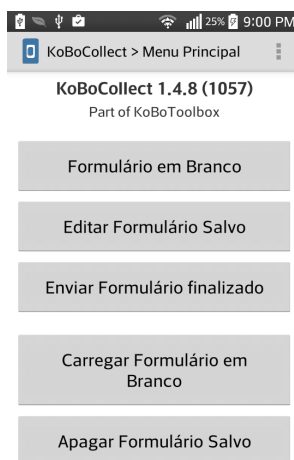 25% 9:00 PM
KoBoCollect > Menu Principal
KoBoCollect 1.4.8 (1057)
Part of KoBoToolbox
Formulário em Branco
Editar Formulário Salvo
Enviar Formulário finalizado
Carregar Formulário em
Branco
Apagar Formulário Salvo